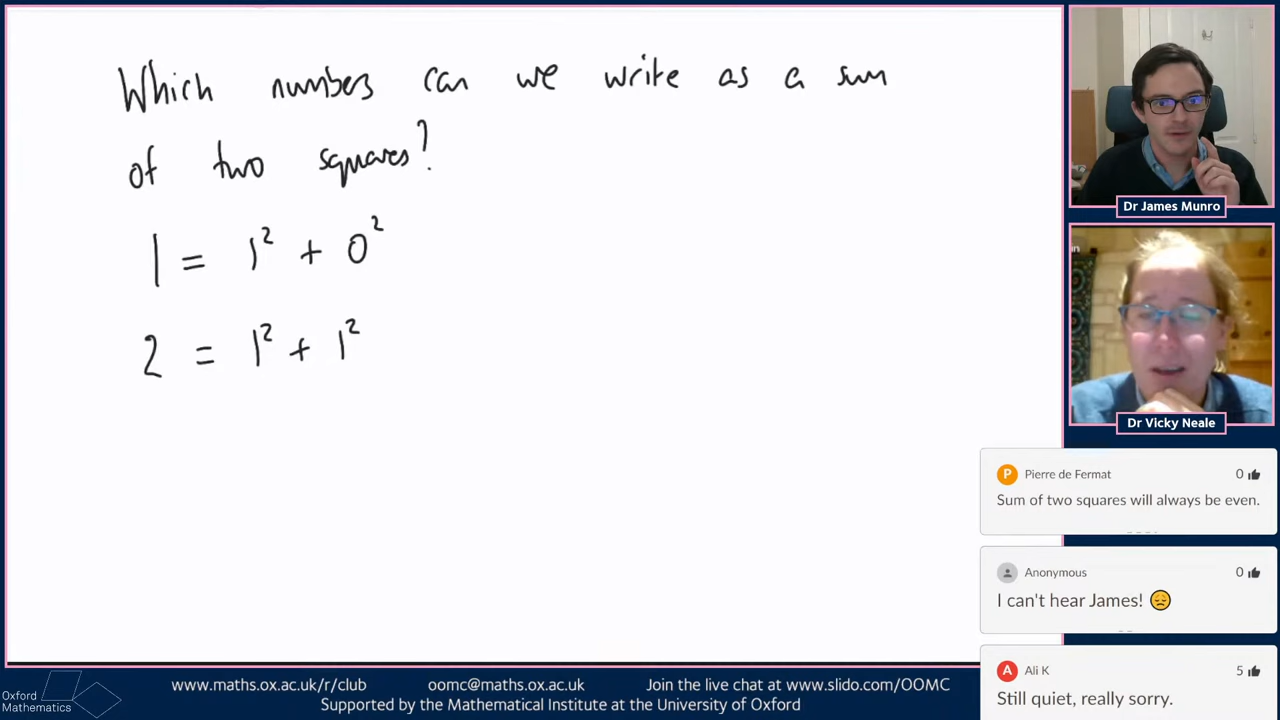 Which numbers can we write as a sum
of two squares?
1 = 1² + 0²
2 = 1² + 1²
Dr James Munro
Dr Vicky Neale
P Pierre de Fermat 0
Sum of two squares will always be even.
Anonymous 0
I can't hear James! 😞
A Ali K 5
Still quiet, really sorry.
Oxford
Mathematics
www.maths.ox.ac.uk/r/club oomc@maths.ox.ac.uk Join the live chat at www.slido.com/OOMC
Supported by the Mathematical Institute at the University of Oxford